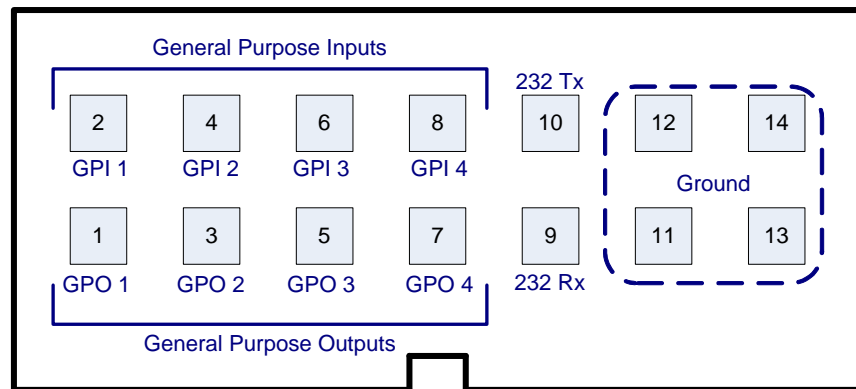 General Purpose Inputs
232 Tx
2 4 6 8 10 12 14
GPI 1 GPI 2 GPI 3 GPI 4
Ground
1 3 5 7 9 11 13
GPO 1 GPO 2 GPO 3 GPO 4 232 Rx
General Purpose Outputs